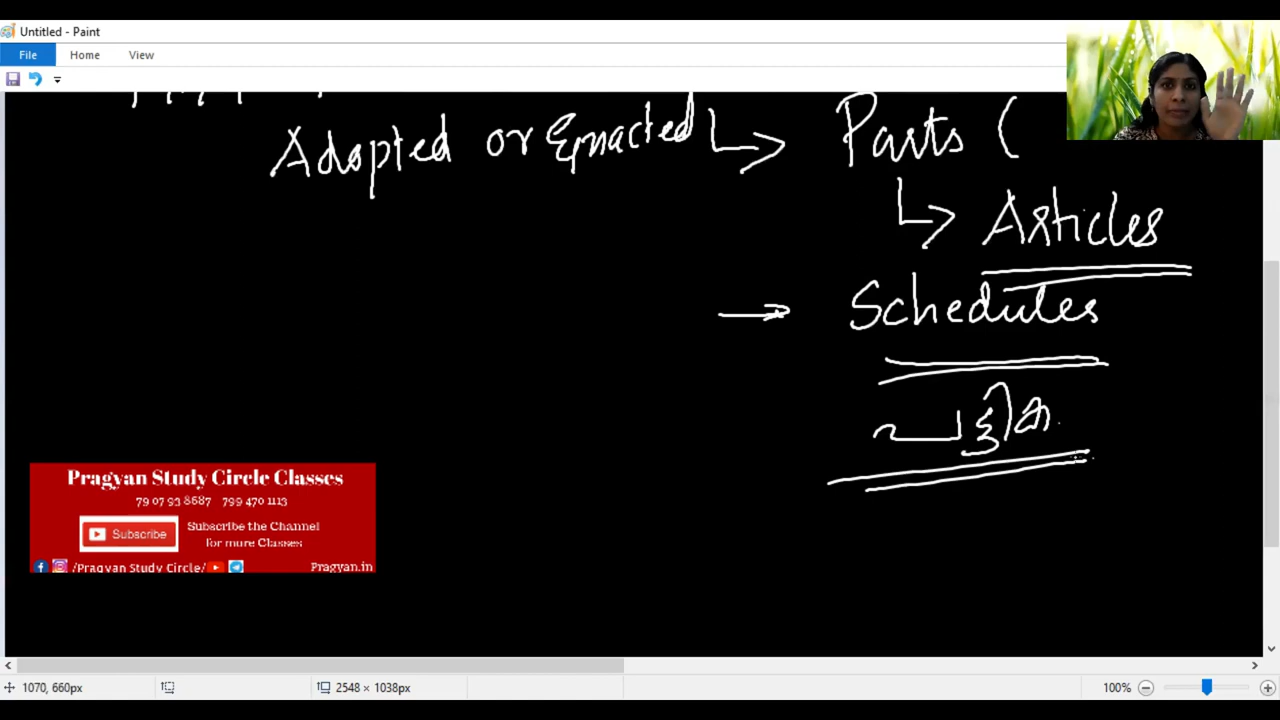 Untitled - Paint
File Home View
Adopted or Enacted Parts (
Articles
Schedules
പട്ടിക
Pragyan Study Circle Classes
79 07 93 8687 799 470 1113
Subscribe
Subscribe the Channel
for more Classes
/Pragyan Study Circle/
Pragyan.in
1070, 660px 2548 × 1038px 100%